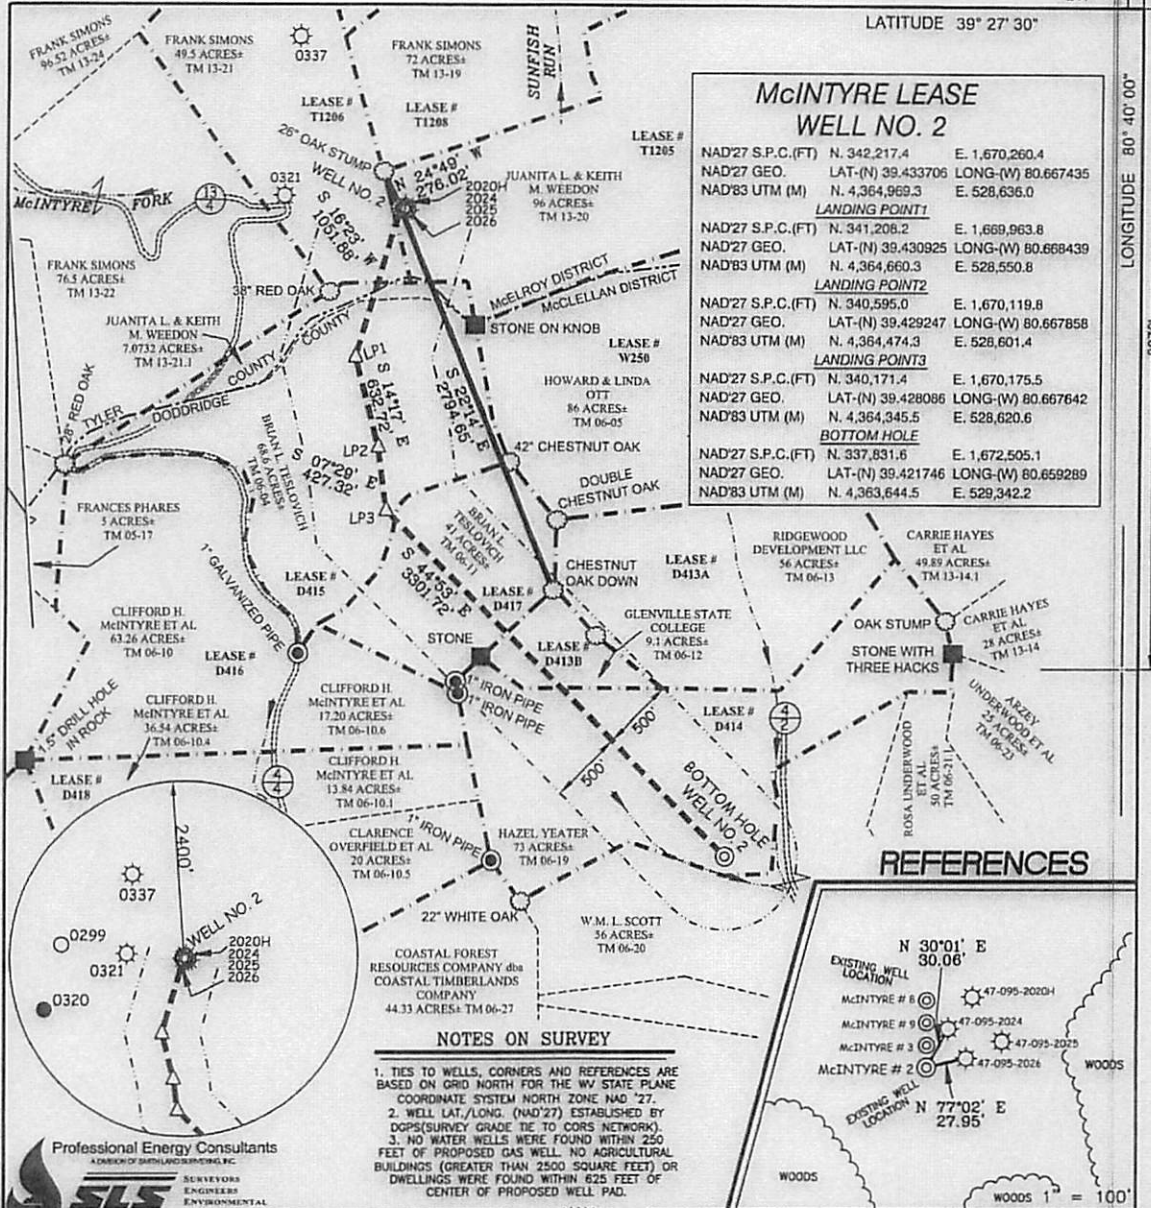 LATITUDE 39° 27' 30"
LONGITUDE 80° 40' 00"
FRANK SIMONS
96.52 ACRES±
TM 13-24
FRANK SIMONS
49.5 ACRES±
TM 13-21
0337
FRANK SIMONS
72 ACRES±
TM 13-19
SUNFISH
RUN
LEASE #
T1206
LEASE #
T1208
LEASE #
T1205
26" OAK STUMP
WELL NO. 2
N 24°49' W
276.02'
2020H
2024
2025
2026
JUANITA L. & KEITH
M. WEEDON
96 ACRES±
TM 13-20
0321
McINTYRE FORK
13
4
S 16°23' W
1051.88'
FRANK SIMONS
76.5 ACRES±
TM 13-22
38" RED OAK
McELROY DISTRICT
McCLELLAN DISTRICT
STONE ON KNOB
JUANITA L. & KEITH
M. WEEDON
7.0732 ACRES±
TM 13-21.1
LEASE #
W250
HOWARD & LINDA
OTT
86 ACRES±
TM 06-05
TYLER COUNTY
DODDRIDGE COUNTY
28" RED OAK
LP1
S 14°17' E
632.72'
S 22°14' E
2794.65'
LP2
S 07°29' E
427.32'
LP3
BRIAN L. TESLOVICH
68.6 ACRES±
TM 06-04
42" CHESTNUT OAK
DOUBLE
CHESTNUT OAK
BRIAN L.
TESLOVICH
41 ACRES±
TM 06-11
FRANCES PHARES
5 ACRES±
TM 05-17
1" GALVANIZED PIPE
LEASE #
D415
S 44°53' E
3301.72'
CHESTNUT
OAK DOWN
LEASE #
D413A
RIDGEWOOD
DEVELOPMENT LLC
56 ACRES±
TM 06-13
CARRIE HAYES
ET AL
49.89 ACRES±
TM 13-14.1
CLIFFORD H.
McINTYRE ET AL
63.26 ACRES±
TM 06-10
LEASE #
D416
LEASE #
D417
STONE
LEASE #
D413B
GLENVILLE STATE
COLLEGE
9.1 ACRES±
TM 06-12
OAK STUMP
CARRIE HAYES
ET AL
28 ACRES±
TM 13-14
STONE WITH
THREE HACKS
1" IRON PIPE
1" IRON PIPE
CLIFFORD H.
McINTYRE ET AL
17.20 ACRES±
TM 06-10.6
CLIFFORD H.
McINTYRE ET AL
36.54 ACRES±
TM 06-10.4
1.5" DRILL HOLE
IN ROCK
LEASE #
D418
LEASE #
D414
4
3
500'
500'
ARZEY
UNDERWOOD ET AL
25 ACRES±
TM 06-23
ROSA UNDERWOOD
ET AL
50 ACRES±
TM 06-21.1
CLIFFORD H.
McINTYRE ET AL
13.84 ACRES±
TM 06-10.1
4
4
BOTTOM HOLE
WELL NO. 2
CLARENCE
OVERFIELD ET AL
20 ACRES±
TM 06-10.5
1" IRON PIPE
HAZEL YEATER
73 ACRES±
TM 06-19
22" WHITE OAK
W.M. L. SCOTT
56 ACRES±
TM 06-20
COASTAL FOREST
RESOURCES COMPANY dba
COASTAL TIMBERLANDS
COMPANY
44.33 ACRES± TM 06-27
McINTYRE LEASE
WELL NO. 2
NAD'27 S.P.C.(FT) N. 342,217.4 E. 1,670,260.4
NAD'27 GEO. LAT-(N) 39.433706 LONG-(W) 80.667435
NAD'83 UTM (M) N. 4,364,969.3 E. 528,636.0
LANDING POINT1
NAD'27 S.P.C.(FT) N. 341,208.2 E. 1,669,963.8
NAD'27 GEO. LAT-(N) 39.430925 LONG-(W) 80.668439
NAD'83 UTM (M) N. 4,364,660.3 E. 528,550.8
LANDING POINT2
NAD'27 S.P.C.(FT) N. 340,595.0 E. 1,670,119.8
NAD'27 GEO. LAT-(N) 39.429247 LONG-(W) 80.667858
NAD'83 UTM (M) N. 4,364,474.3 E. 528,601.4
LANDING POINT3
NAD'27 S.P.C.(FT) N. 340,171.4 E. 1,670,175.5
NAD'27 GEO. LAT-(N) 39.428086 LONG-(W) 80.667642
NAD'83 UTM (M) N. 4,364,345.5 E. 528,620.6
BOTTOM HOLE
NAD'27 S.P.C.(FT) N. 337,831.6 E. 1,672,505.1
NAD'27 GEO. LAT-(N) 39.421746 LONG-(W) 80.659289
NAD'83 UTM (M) N. 4,363,644.5 E. 529,342.2
2400'
0337
WELL NO. 2
0299
0321
0320
2020H
2024
2025
2026
NOTES ON SURVEY
1. TIES TO WELLS, CORNERS AND REFERENCES ARE
BASED ON GRID NORTH FOR THE WV STATE PLANE
COORDINATE SYSTEM NORTH ZONE NAD '27.
2. WELL LAT./LONG. (NAD'27) ESTABLISHED BY
DGPS(SURVEY GRADE TIE TO CORS NETWORK).
3. NO WATER WELLS WERE FOUND WITHIN 250
FEET OF PROPOSED GAS WELL. NO AGRICULTURAL
BUILDINGS (GREATER THAN 2500 SQUARE FEET) OR
DWELLINGS WERE FOUND WITHIN 625 FEET OF
CENTER OF PROPOSED WELL PAD.
Professional Energy Consultants
A DIVISION OF SMITH LAND SURVEYING, INC.
SLS
SURVEYORS
ENGINEERS
ENVIRONMENTAL
REFERENCES
N 30°01' E
30.06'
EXISTING WELL
LOCATION
McINTYRE # 8
McINTYRE # 9
McINTYRE # 3
McINTYRE # 2
47-095-2020H
47-095-2024
47-095-2025
47-095-2026
EXISTING WELL
LOCATION
N 77°02' E
27.95'
WOODS
WOODS
WOODS
1" = 100'